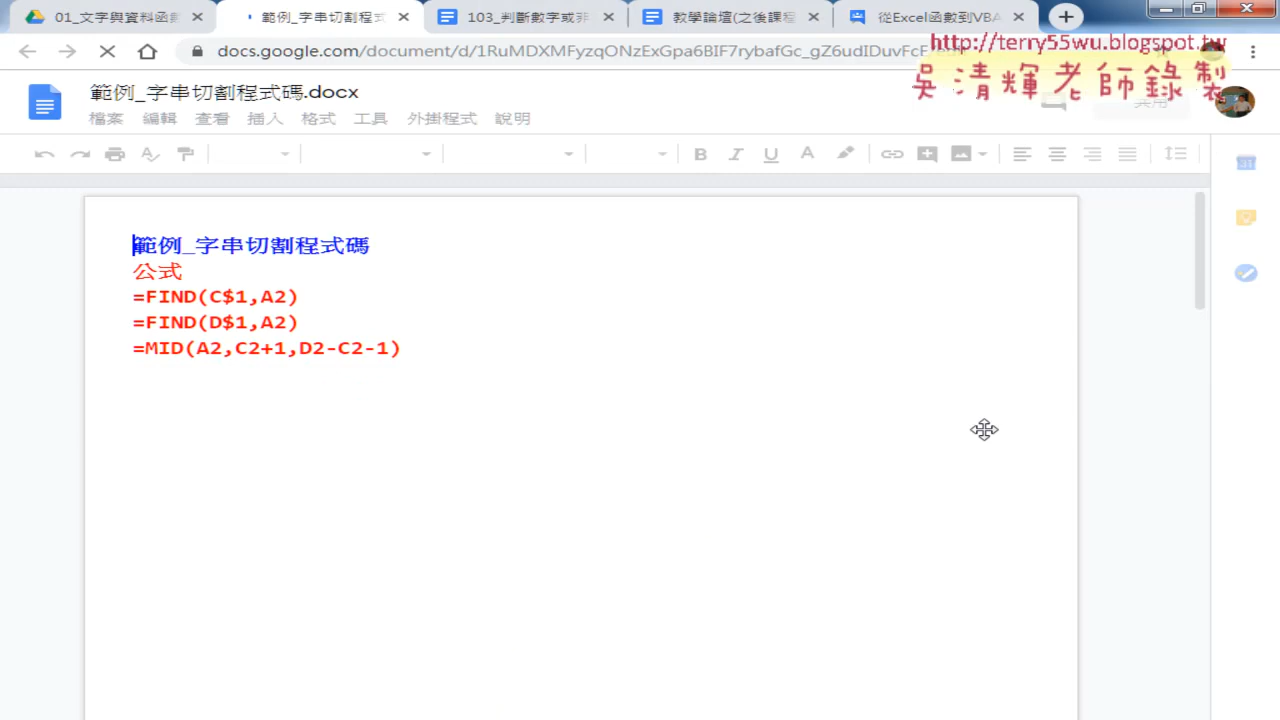 01_文字與資料函數
範例_字串切割程式
103_判斷數字或非
教學論壇(之後課程
從Excel函數到VBA
docs.google.com/document/d/1RuMDXMFyzqONzExGpa6BIF7rybafGc_gZ6udIDuvFcE
http://terry55wu.blogspot.tw
吳清輝老師錄製
範例_字串切割程式碼.docx
檔案 編輯 查看 插入 格式 工具 外掛程式 說明
共用
範例_字串切割程式碼
公式
=FIND(C$1,A2)
=FIND(D$1,A2)
=MID(A2,C2+1,D2-C2-1)